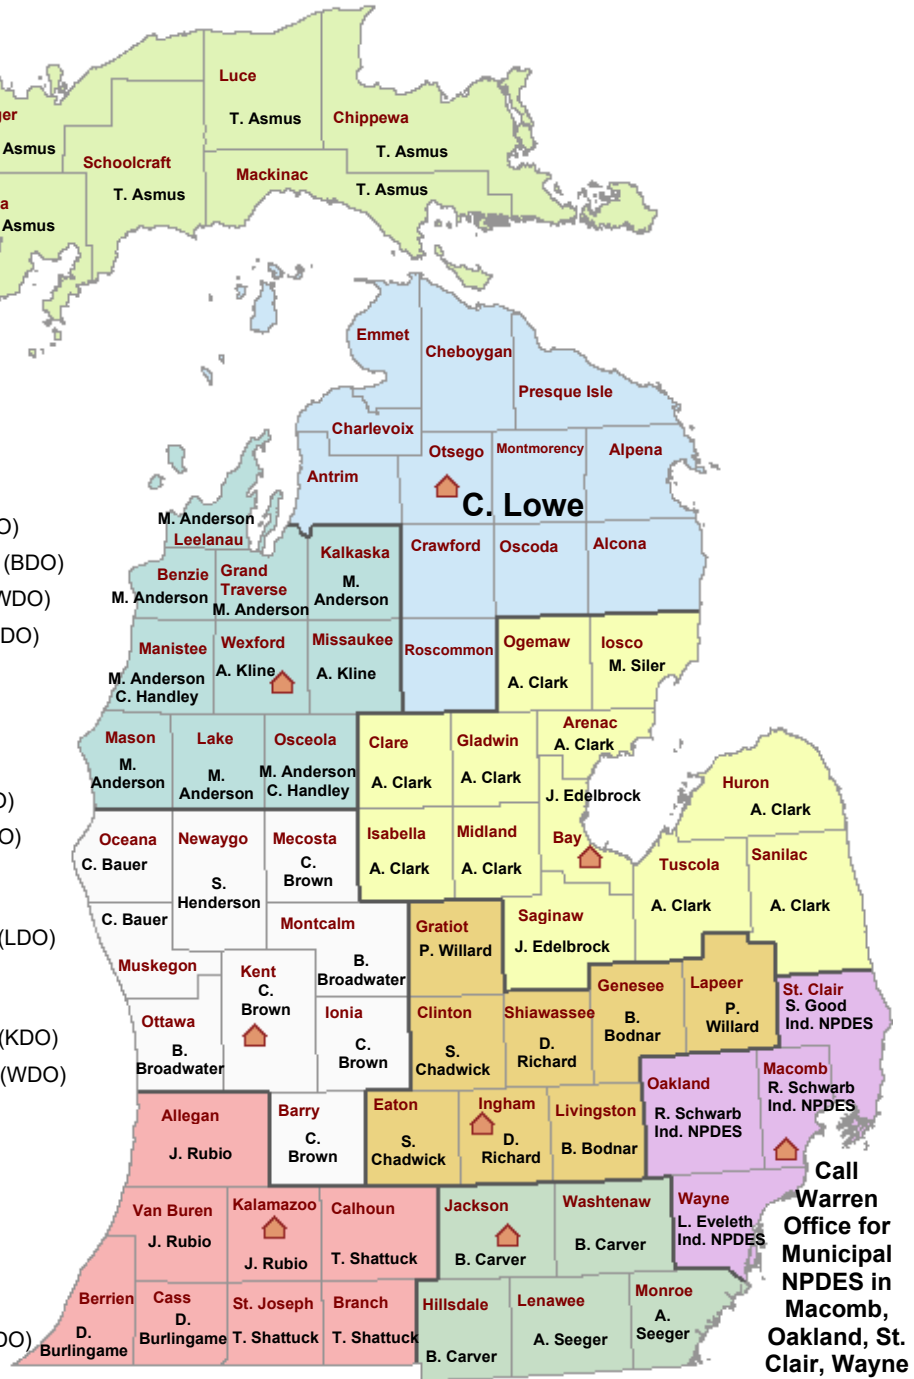 Luce
T. Asmus
Chippewa
T. Asmus
ger
Asmus
Schoolcraft
T. Asmus
Mackinac
T. Asmus
a
Asmus
Emmet
Cheboygan
Presque Isle
Charlevoix
Otsego
Montmorency
Alpena
Antrim
C. Lowe
Crawford
Oscoda
Alcona
Roscommon
M. Anderson
Leelanau
Benzie
M. Anderson
Grand
Traverse
M. Anderson
Kalkaska
M.
Anderson
Manistee
M. Anderson
C. Handley
Wexford
A. Kline
Missaukee
A. Kline
Mason
M.
Anderson
Lake
M.
Anderson
Osceola
M. Anderson
C. Handley
O)
(BDO)
WDO)
DO)
O)
O)
(LDO)
(KDO)
(WDO)
DO)
Ogemaw
A. Clark
Iosco
M. Siler
Arenac
A. Clark
Clare
A. Clark
Gladwin
A. Clark
J. Edelbrock
Bay
Isabella
A. Clark
Midland
A. Clark
Huron
A. Clark
Tuscola
A. Clark
Sanilac
A. Clark
Saginaw
J. Edelbrock
Oceana
C. Bauer
Newaygo
S.
Henderson
Mecosta
C.
Brown
C. Bauer
Muskegon
Montcalm
B.
Broadwater
Kent
C.
Brown
Ottawa
B.
Broadwater
Ionia
C.
Brown
Barry
C.
Brown
Gratiot
P. Willard
Clinton
S.
Chadwick
Shiawassee
D.
Richard
Genesee
B.
Bodnar
Lapeer
P.
Willard
Eaton
S.
Chadwick
Ingham
D.
Richard
Livingston
B. Bodnar
St. Clair
S. Good
Ind. NPDES
Oakland
R. Schwarb
Ind. NPDES
Macomb
R. Schwarb
Ind. NPDES
Wayne
L. Eveleth
Ind. NPDES
Call
Warren
Office for
Municipal
NPDES in
Macomb,
Oakland, St.
Clair, Wayne
Allegan
J. Rubio
Van Buren
J. Rubio
Kalamazoo
J. Rubio
Calhoun
T. Shattuck
Berrien
D.
Burlingame
Cass
D.
Burlingame
St. Joseph
T. Shattuck
Branch
T. Shattuck
Jackson
B. Carver
Washtenaw
B. Carver
Hillsdale
B. Carver
Lenawee
A. Seeger
Monroe
A.
Seeger